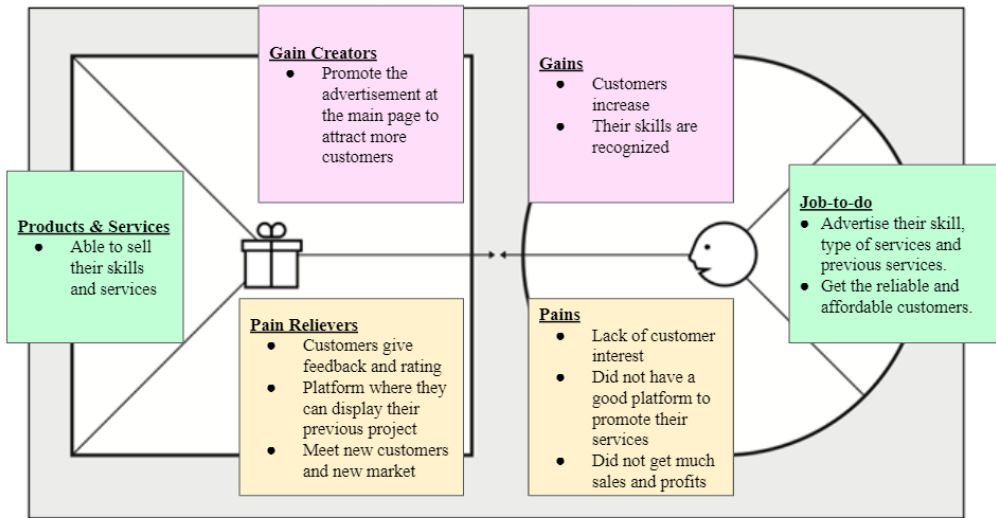 Gain Creators
● Promote the
advertisement at
the main page to
attract more
customers
Gains
● Customers
increase
● Their skills are
recognized
Products & Services
● Able to sell
their skills
and services
Job-to-do
● Advertise their skill,
type of services and
previous services.
● Get the reliable and
affordable customers.
Pain Relievers
● Customers give
feedback and rating
● Platform where they
can display their
previous project
● Meet new customers
and new market
Pains
● Lack of customer
interest
● Did not have a
good platform to
promote their
services
● Did not get much
sales and profits